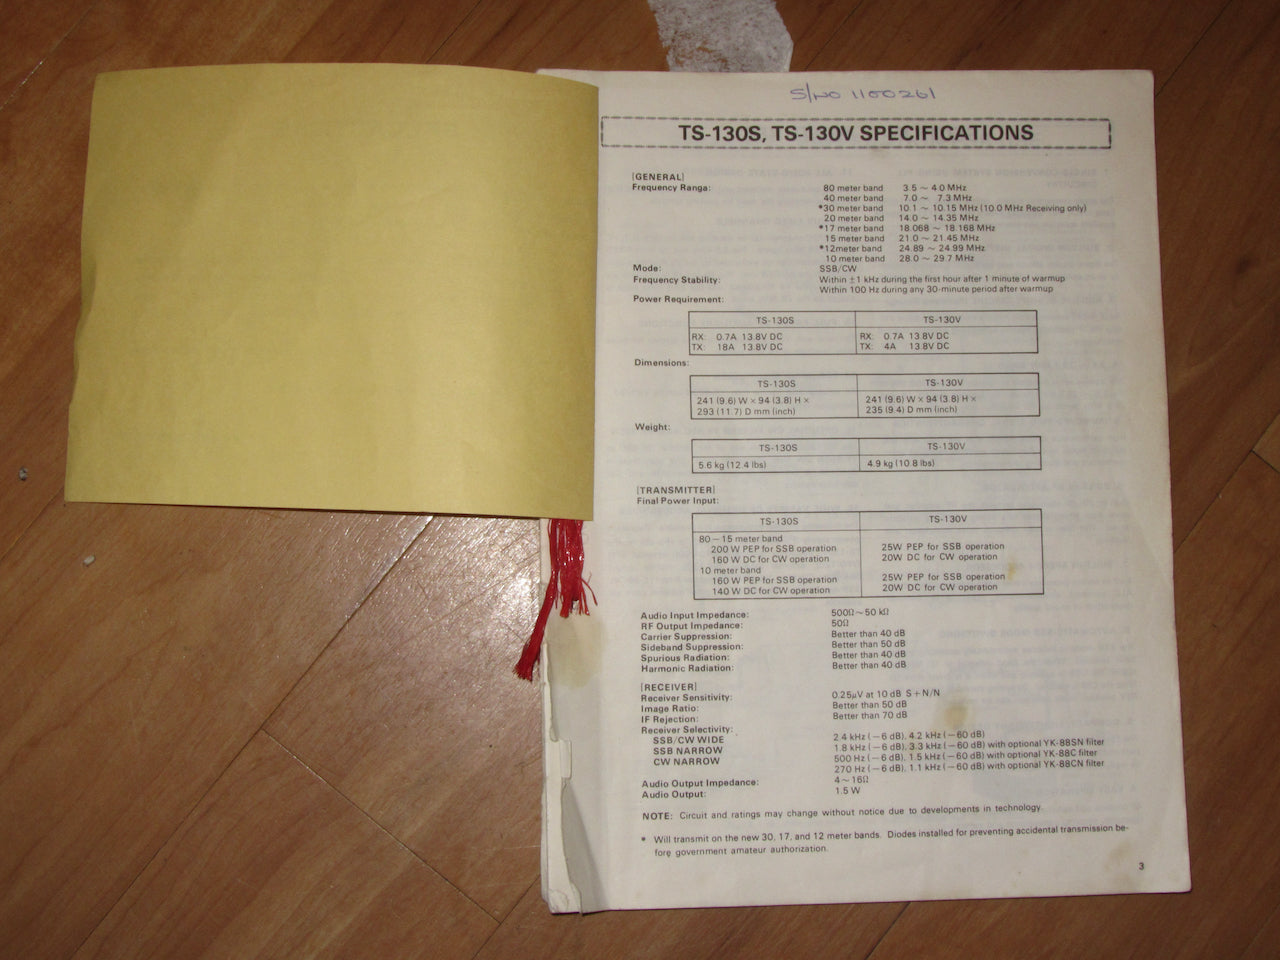 S/NO 1100261
TS-130S, TS-130V SPECIFICATIONS
[GENERAL]
Frequency Ranga: 80 meter band 3.5 ~ 4.0 MHz
40 meter band 7.0 ~ 7.3 MHz
*30 meter band 10.1 ~ 10.15 MHz (10.0 MHz Receiving only)
20 meter band 14.0 ~ 14.35 MHz
*17 meter band 18.068 ~ 18.168 MHz
15 meter band 21.0 ~ 21.45 MHz
*12meter band 24.89 ~ 24.99 MHz
10 meter band 28.0 ~ 29.7 MHz
Mode: SSB/CW
Frequency Stability: Within ±1 kHz during the first hour after 1 minute of warmup
Within 100 Hz during any 30-minute period after warmup
Power Requirement:
TS-130S TS-130V
RX: 0.7A 13.8V DC RX: 0.7A 13.8V DC
TX: 18A 13.8V DC TX: 4A 13.8V DC
Dimensions:
TS-130S TS-130V
241 (9.6) W × 94 (3.8) H × 241 (9.6) W × 94 (3.8) H ×
293 (11.7) D mm (inch) 235 (9.4) D mm (inch)
Weight:
TS-130S TS-130V
5.6 kg (12.4 lbs) 4.9 kg (10.8 lbs)
[TRANSMITTER]
Final Power Input:
TS-130S TS-130V
80 – 15 meter band
200 W PEP for SSB operation 25W PEP for SSB operation
160 W DC for CW operation 20W DC for CW operation
10 meter band
160 W PEP for SSB operation 25W PEP for SSB operation
140 W DC for CW operation 20W DC for CW operation
Audio Input Impedance: 500Ω ~ 50 kΩ
RF Output Impedance: 50Ω
Carrier Suppression: Better than 40 dB
Sideband Suppression: Better than 50 dB
Spurious Radiation: Better than 40 dB
Harmonic Radiation: Better than 40 dB
[RECEIVER]
Receiver Sensitivity: 0.25μV at 10 dB S + N/N
Image Ratio: Better than 50 dB
IF Rejection: Better than 70 dB
Receiver Selectivity:
SSB/CW WIDE 2.4 kHz (−6 dB), 4.2 kHz (−60 dB)
SSB NARROW 1.8 kHz (−6 dB), 3.3 kHz (−60 dB) with optional YK-88SN filter
CW NARROW 500 Hz (−6 dB), 1.5 kHz (−60 dB) with optional YK-88C filter
270 Hz (−6 dB), 1.1 kHz (−60 dB) with optional YK-88CN filter
Audio Output Impedance: 4 ~ 16Ω
Audio Output: 1.5 W
NOTE: Circuit and ratings may change without notice due to developments in technology.
* Will transmit on the new 30, 17, and 12 meter bands. Diodes installed for preventing accidental transmission be-
fore government amateur authorization.
3